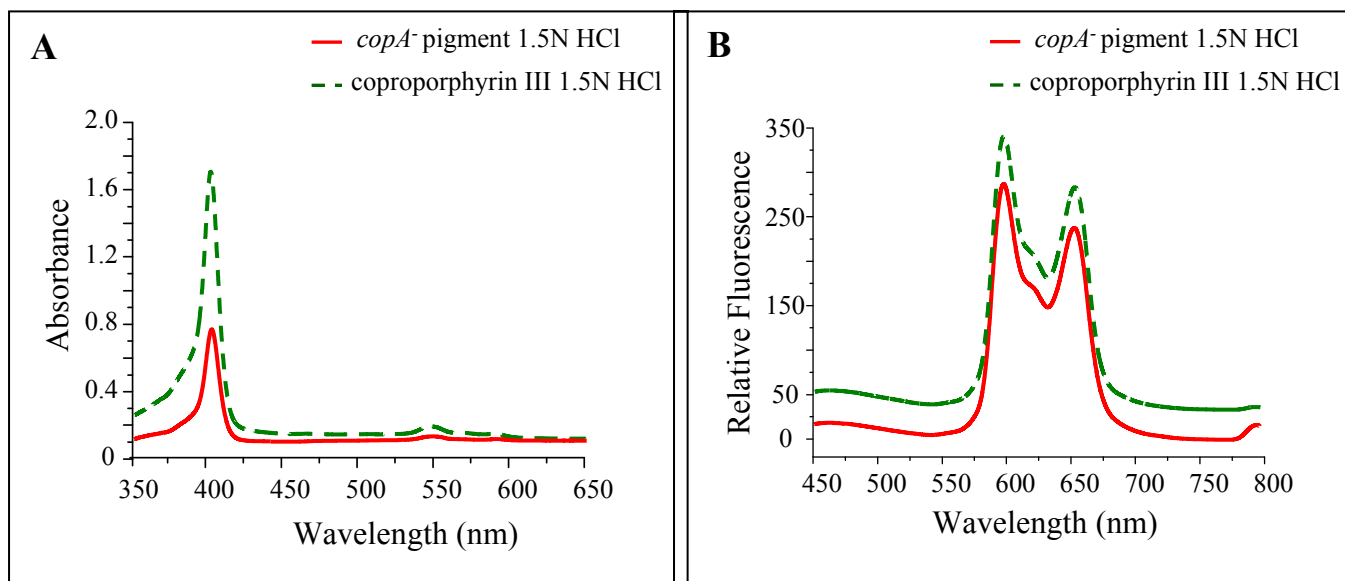 A
copA- pigment 1.5N HCl
coproporphyrin III 1.5N HCl
2.0
1.6
1.2
0.8
0.4
0
Absorbance
350 400 450 500 550 600 650
Wavelength (nm)
B
copA- pigment 1.5N HCl
coproporphyrin III 1.5N HCl
350
250
150
50
0
Relative Fluorescence
450 500 550 600 650 700 750 800
Wavelength (nm)